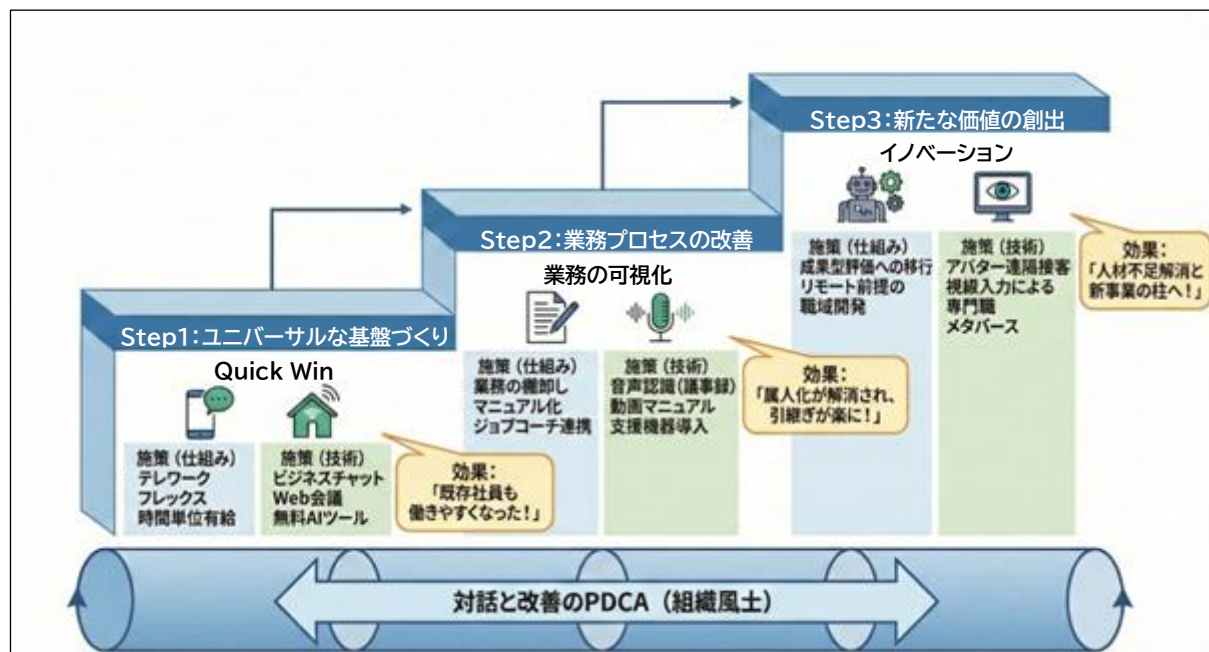 Step1:ユニバーサルな基盤づくり
Quick Win
施策(仕組み)
テレワーク
フレックス
時間単位有給
施策(技術)
ビジネスチャット
Web会議
無料AIツール
効果:
「既存社員も
働きやすくなった!」
Step2:業務プロセスの改善
業務の可視化
施策(仕組み)
業務の棚卸し
マニュアル化
ジョブコーチ連携
施策(技術)
音声認識(議事録)
動画マニュアル
支援機器導入
効果:
「属人化が解消され、
引継ぎが楽に!」
Step3:新たな価値の創出
イノベーション
施策(仕組み)
成果型評価への移行
リモート前提の
職域開発
施策(技術)
アバター遠隔接客
視線入力による
専門職
メタバース
効果:
「人材不足解消と
新事業の柱へ!」
対話と改善のPDCA(組織風土)